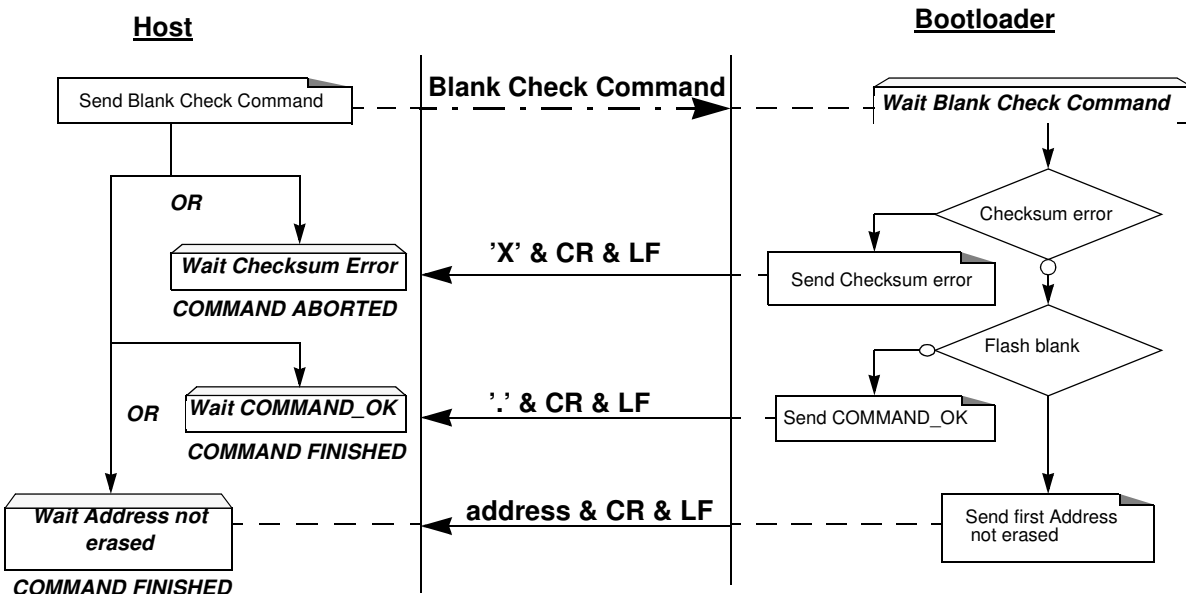 Host
Bootloader
Send Blank Check Command
Blank Check Command
Wait Blank Check Command
OR
Checksum error
Wait Checksum Error
’X’ & CR & LF
Send Checksum error
COMMAND ABORTED
Flash blank
OR
Wait COMMAND_OK
’.’ & CR & LF
Send COMMAND_OK
COMMAND FINISHED
Wait Address not
erased
address & CR & LF
Send first Address
not erased
COMMAND FINISHED